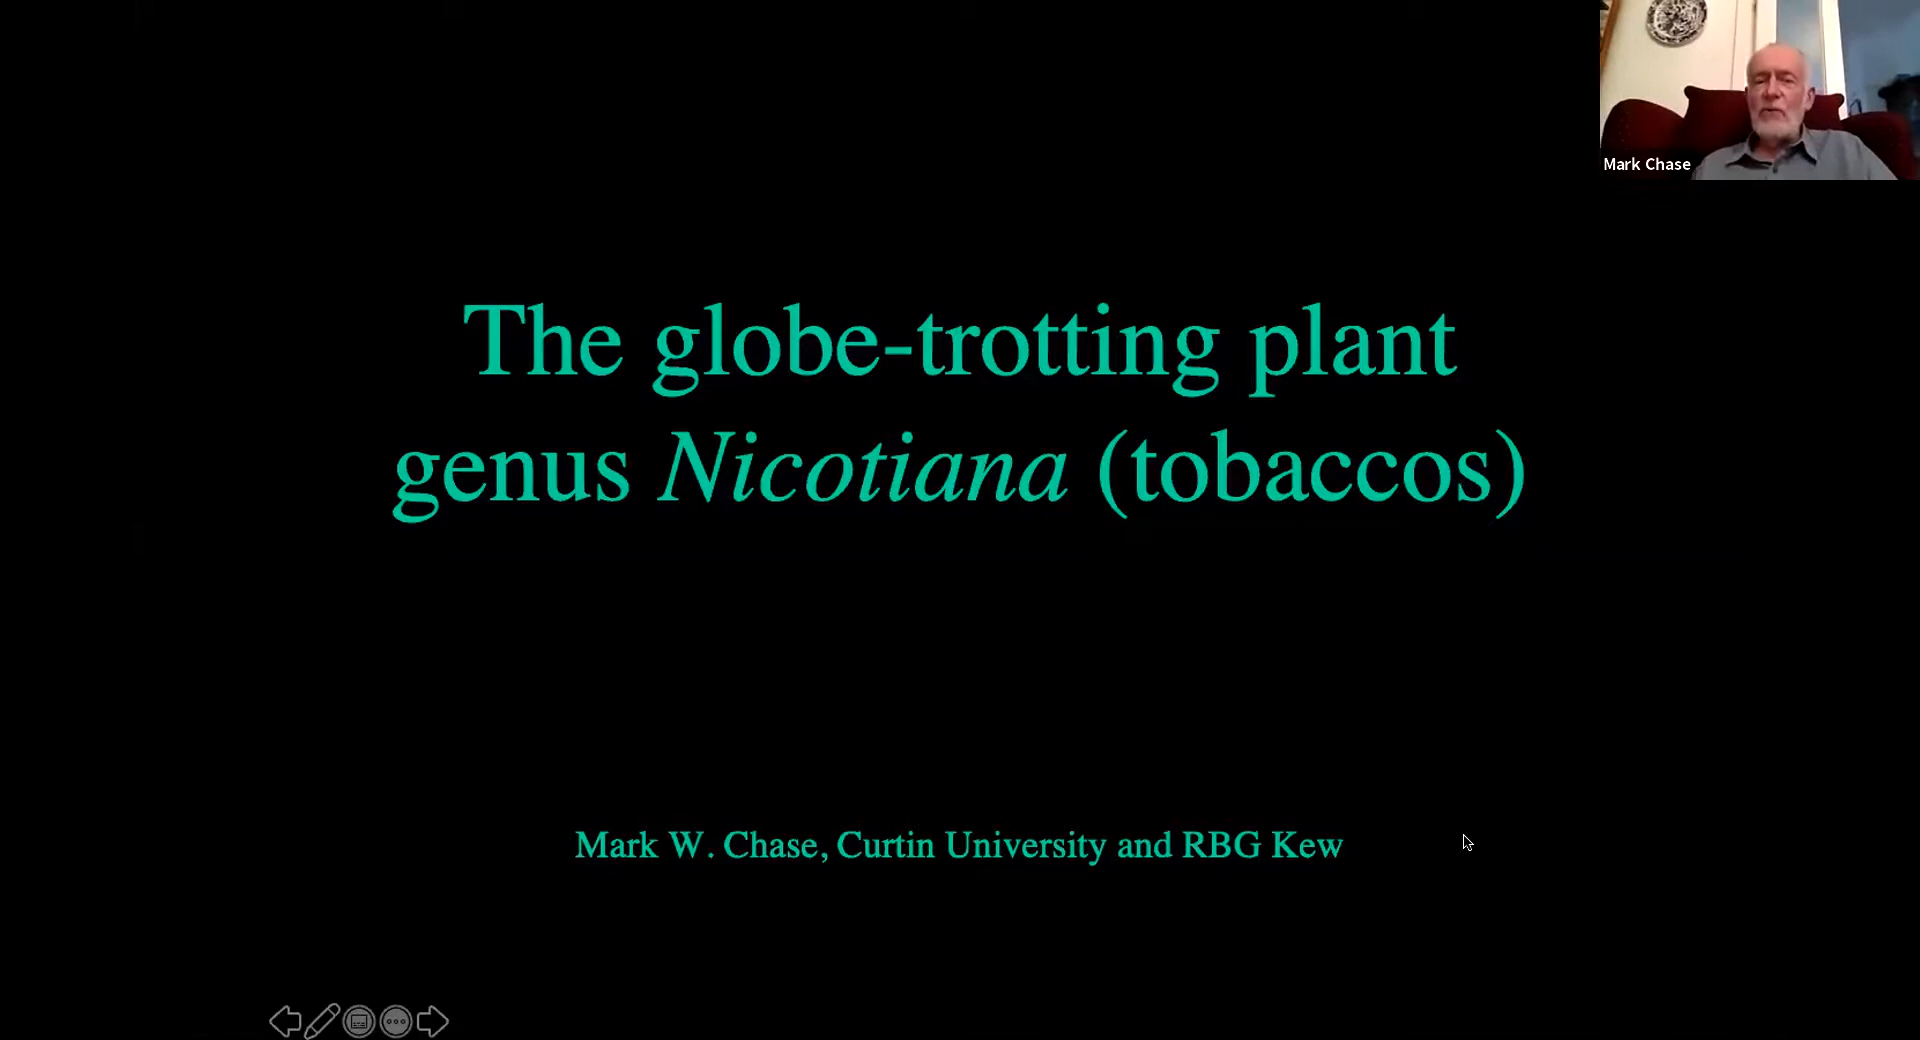 Mark Chase
The globe-trotting plant
genus Nicotiana (tobaccos)
Mark W. Chase, Curtin University and RBG Kew